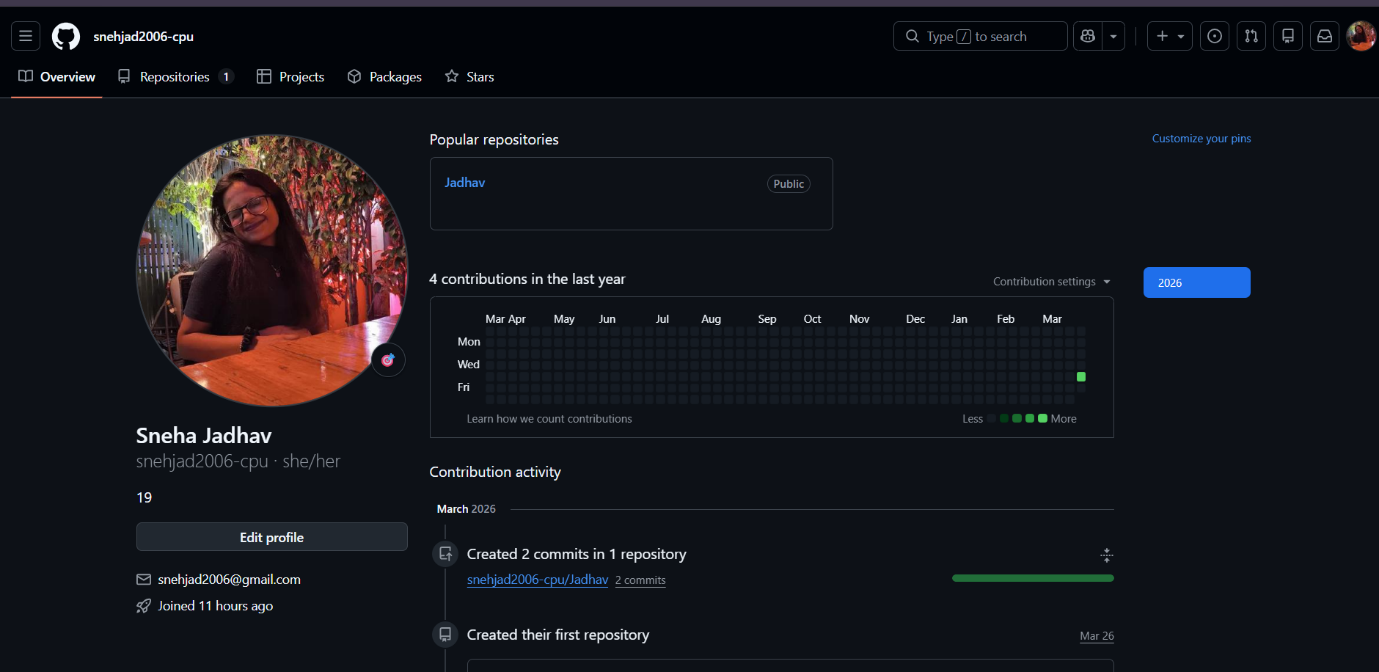 snehjad2006-cpu
Type / to search
Overview
Repositories 1
Projects
Packages
Stars
Popular repositories
Customize your pins
Jadhav
Public
4 contributions in the last year
Contribution settings
2026
Mar Apr May Jun Jul Aug Sep Oct Nov Dec Jan Feb Mar
Mon
Wed
Fri
Learn how we count contributions
Less More
Sneha Jadhav
snehjad2006-cpu · she/her
19
Edit profile
snehjad2006@gmail.com
Joined 11 hours ago
Contribution activity
March 2026
Created 2 commits in 1 repository
snehjad2006-cpu/Jadhav 2 commits
Created their first repository
Mar 26